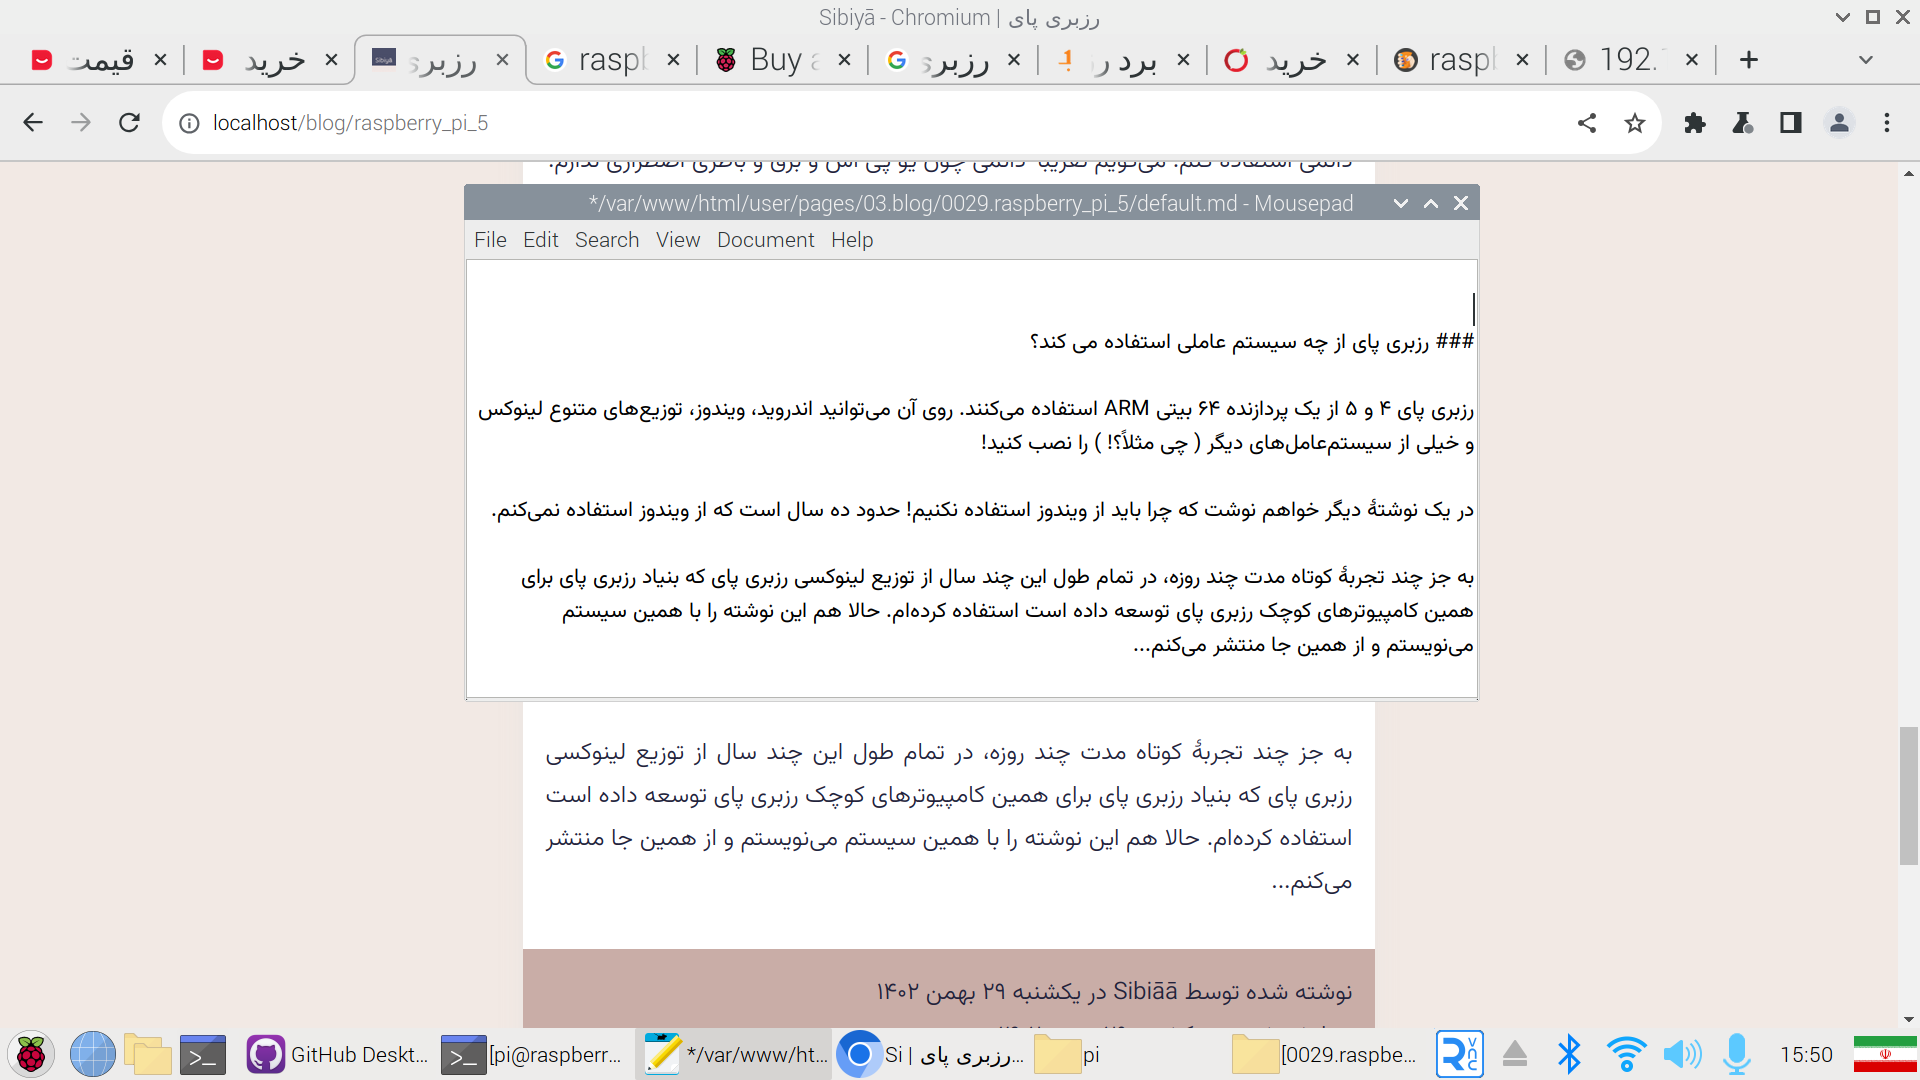 Sibiyā - Chromium | رزبری پای
قیمت
خرید
رزبری
raspb
Buy a
رزبری
برد
خرید
raspb
192.
localhost/blog/raspberry_pi_5
*/var/www/html/user/pages/03.blog/0029.raspberry_pi_5/default.md - Mousepad
File Edit Search View Document Help
### رزبری پای از چه سیستم عاملی استفاده می کند؟
رزبری پای ۴ و ۵ از یک پردازنده ۶۴ بیتی ARM استفاده می‌کنند. روی آن می‌توانید اندروید، ویندوز، توزیع‌های متنوع لینوکس
و خیلی از سیستم‌عامل‌های دیگر ( چی مثلاً؟! ) را نصب کنید!
در یک نوشتهٔ دیگر خواهم نوشت که چرا باید از ویندوز استفاده نکنیم! حدود ده سال است که از ویندوز استفاده نمی‌کنم.
به جز چند تجربهٔ کوتاه مدت چند روزه، در تمام طول این چند سال از توزیع لینوکسی رزبری پای که بنیاد رزبری پای برای
همین کامپیوترهای کوچک رزبری پای توسعه داده است استفاده کرده‌ام. حالا هم این نوشته را با همین سیستم
می‌نویستم و از همین جا منتشر می‌کنم...
به جز چند تجربهٔ کوتاه مدت چند روزه، در تمام طول این چند سال از توزیع لینوکسی
رزبری پای که بنیاد رزبری پای برای همین کامپیوترهای کوچک رزبری پای توسعه داده است
استفاده کرده‌ام. حالا هم این نوشته را با همین سیستم می‌نویستم و از همین جا منتشر
می‌کنم...
نوشته شده توسط Sibiāā در یکشنبه ۲۹ بهمن ۱۴۰۲
GitHub Deskt...
[pi@raspberr...
*/var/www/ht...
Si | رزبری پای...
pi
[0029.raspbe...
15:50